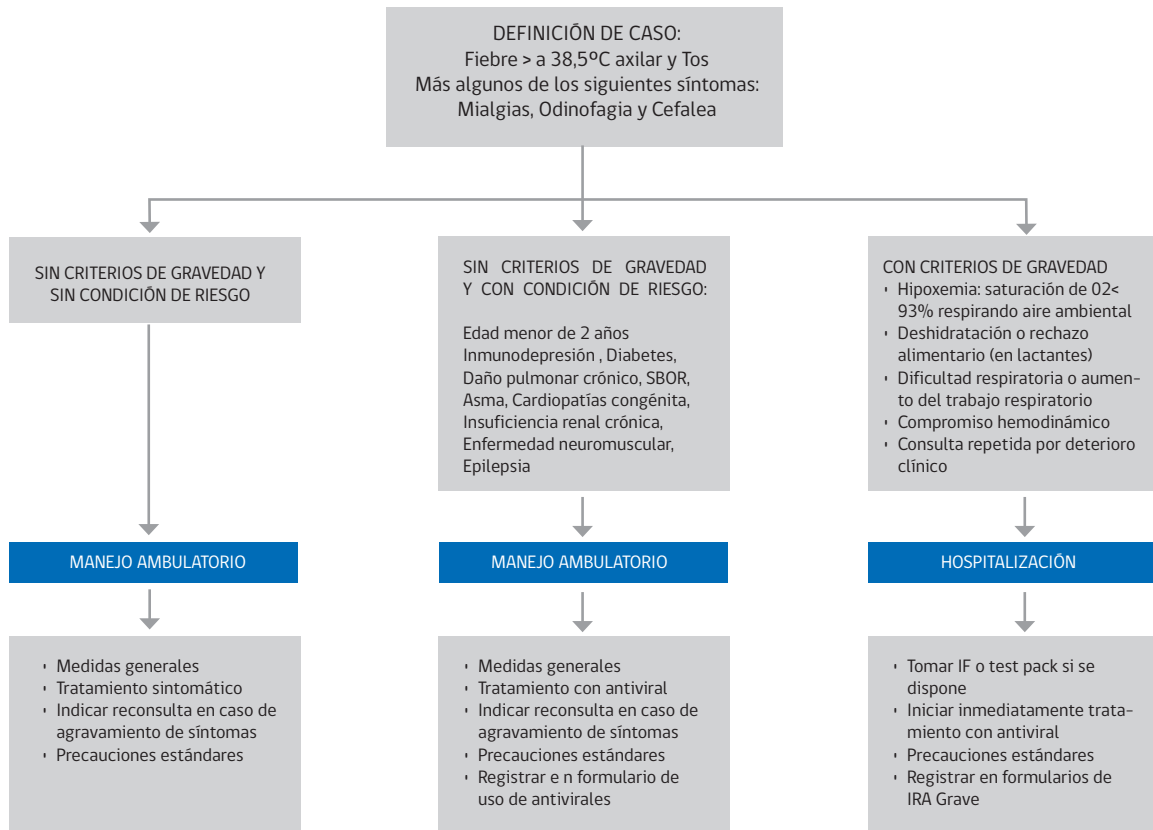 DEFINICIÓN DE CASO:
Fiebre > a 38,5ºC axilar y Tos
Más algunos de los siguientes síntomas:
Mialgias, Odinofagia y Cefalea
SIN CRITERIOS DE GRAVEDAD Y
SIN CONDICIÓN DE RIESGO
MANEJO AMBULATORIO
• Medidas generales
• Tratamiento sintomático
• Indicar reconsulta en caso de
agravamiento de síntomas
• Precauciones estándares
SIN CRITERIOS DE GRAVEDAD
Y CON CONDICIÓN DE RIESGO:
Edad menor de 2 años
Inmunodepresión , Diabetes,
Daño pulmonar crónico, SBOR,
Asma, Cardiopatías congénita,
Insuficiencia renal crónica,
Enfermedad neuromuscular,
Epilepsia
MANEJO AMBULATORIO
• Medidas generales
• Tratamiento con antiviral
• Indicar reconsulta en caso de
agravamiento de síntomas
• Precauciones estándares
• Registrar e n formulario de
uso de antivirales
CON CRITERIOS DE GRAVEDAD
• Hipoxemia: saturación de 02<
93% respirando aire ambiental
• Deshidratación o rechazo
alimentario (en lactantes)
• Dificultad respiratoria o aumen-
to del trabajo respiratorio
• Compromiso hemodinámico
• Consulta repetida por deterioro
clínico
HOSPITALIZACIÓN
• Tomar IF o test pack si se
dispone
• Iniciar inmediatamente trata-
miento con antiviral
• Precauciones estándares
• Registrar en formularios de
IRA Grave